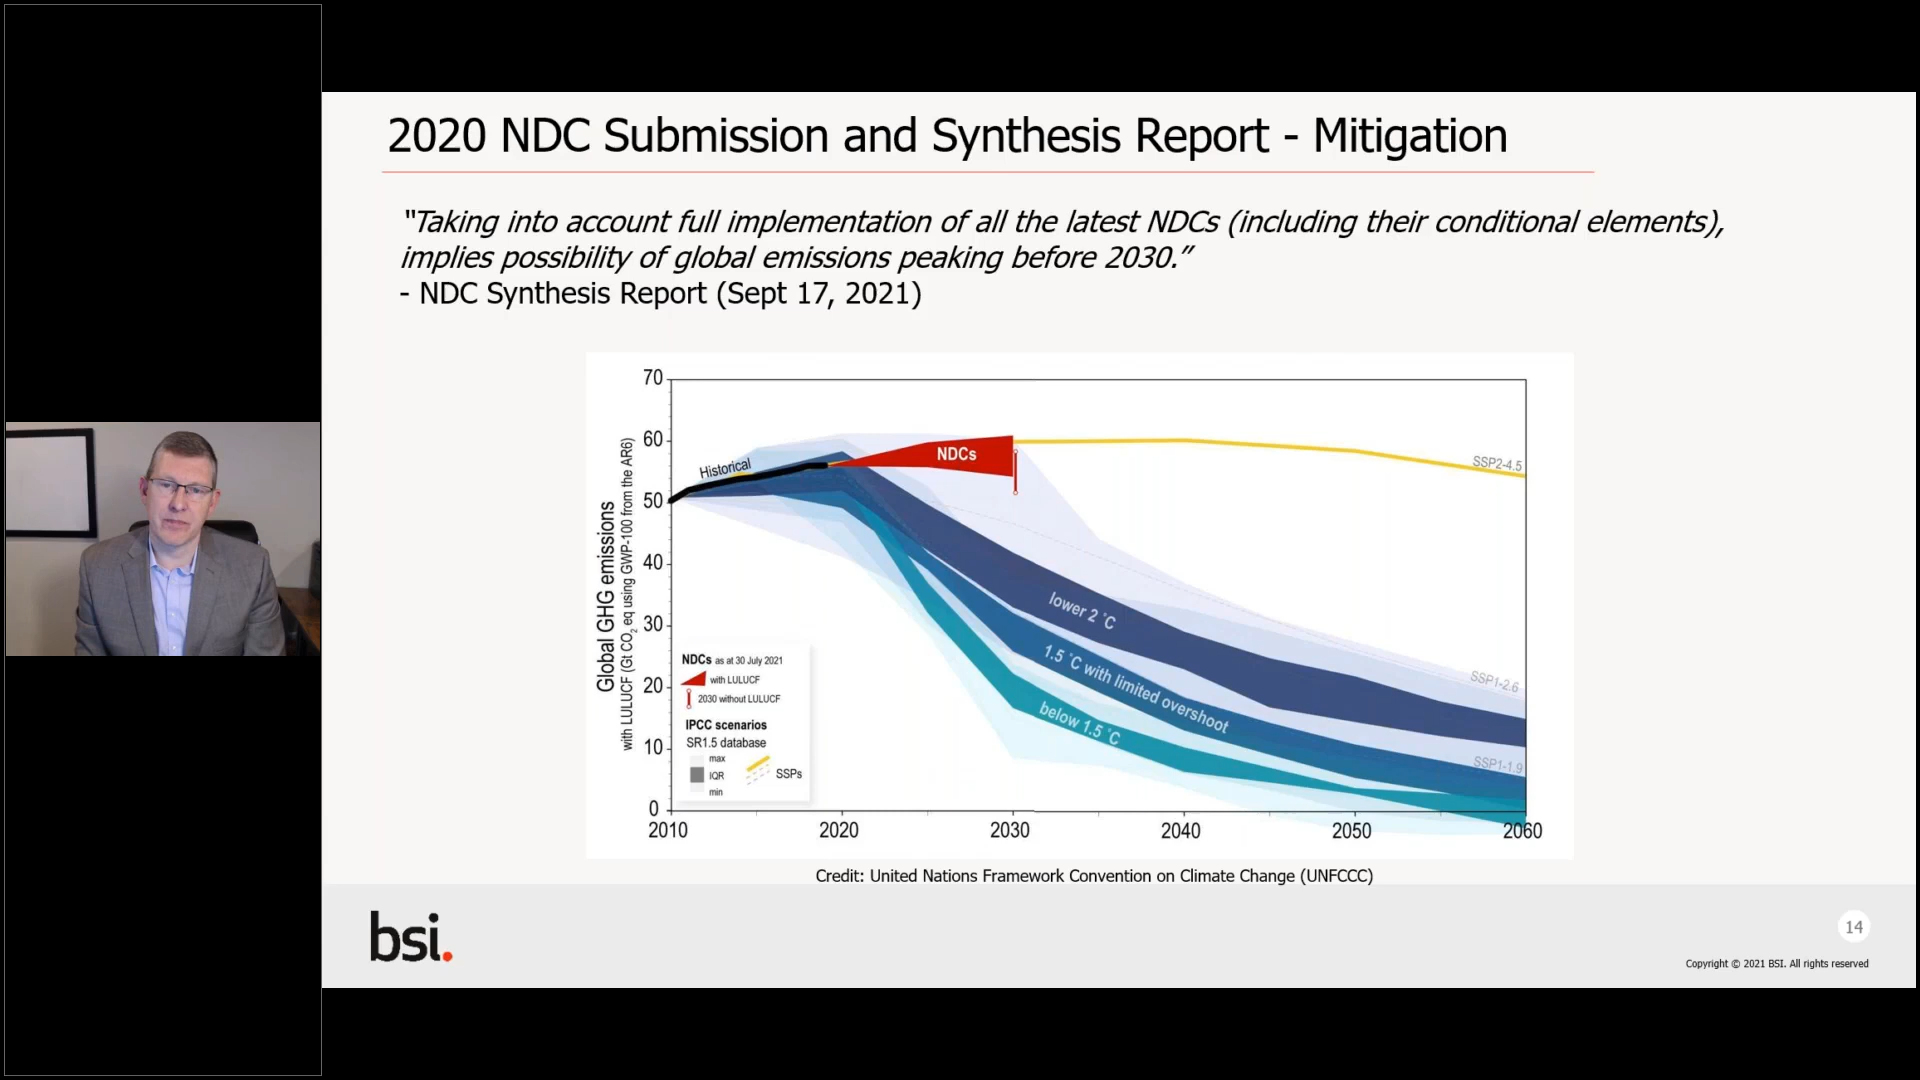 2020 NDC Submission and Synthesis Report - Mitigation
“Taking into account full implementation of all the latest NDCs (including their conditional elements),
implies possibility of global emissions peaking before 2030.”
- NDC Synthesis Report (Sept 17, 2021)
Global GHG emissions
with LULUCF (Gt CO2 eq using GWP-100 from the AR6)
70
60
50
40
30
20
10
0
2010
2020
2030
2040
2050
2060
Historical
NDCs
SSP2-4.5
lower 2 °C
1.5 °C with limited overshoot
below 1.5 °C
SSP1-2.6
SSP1-1.9
NDCs as at 30 July 2021
with LULUCF
2030 without LULUCF
IPCC scenarios
SR1.5 database
max
IQR
min
SSPs
Credit: United Nations Framework Convention on Climate Change (UNFCCC)
bsi.
14
Copyright © 2021 BSI. All rights reserved